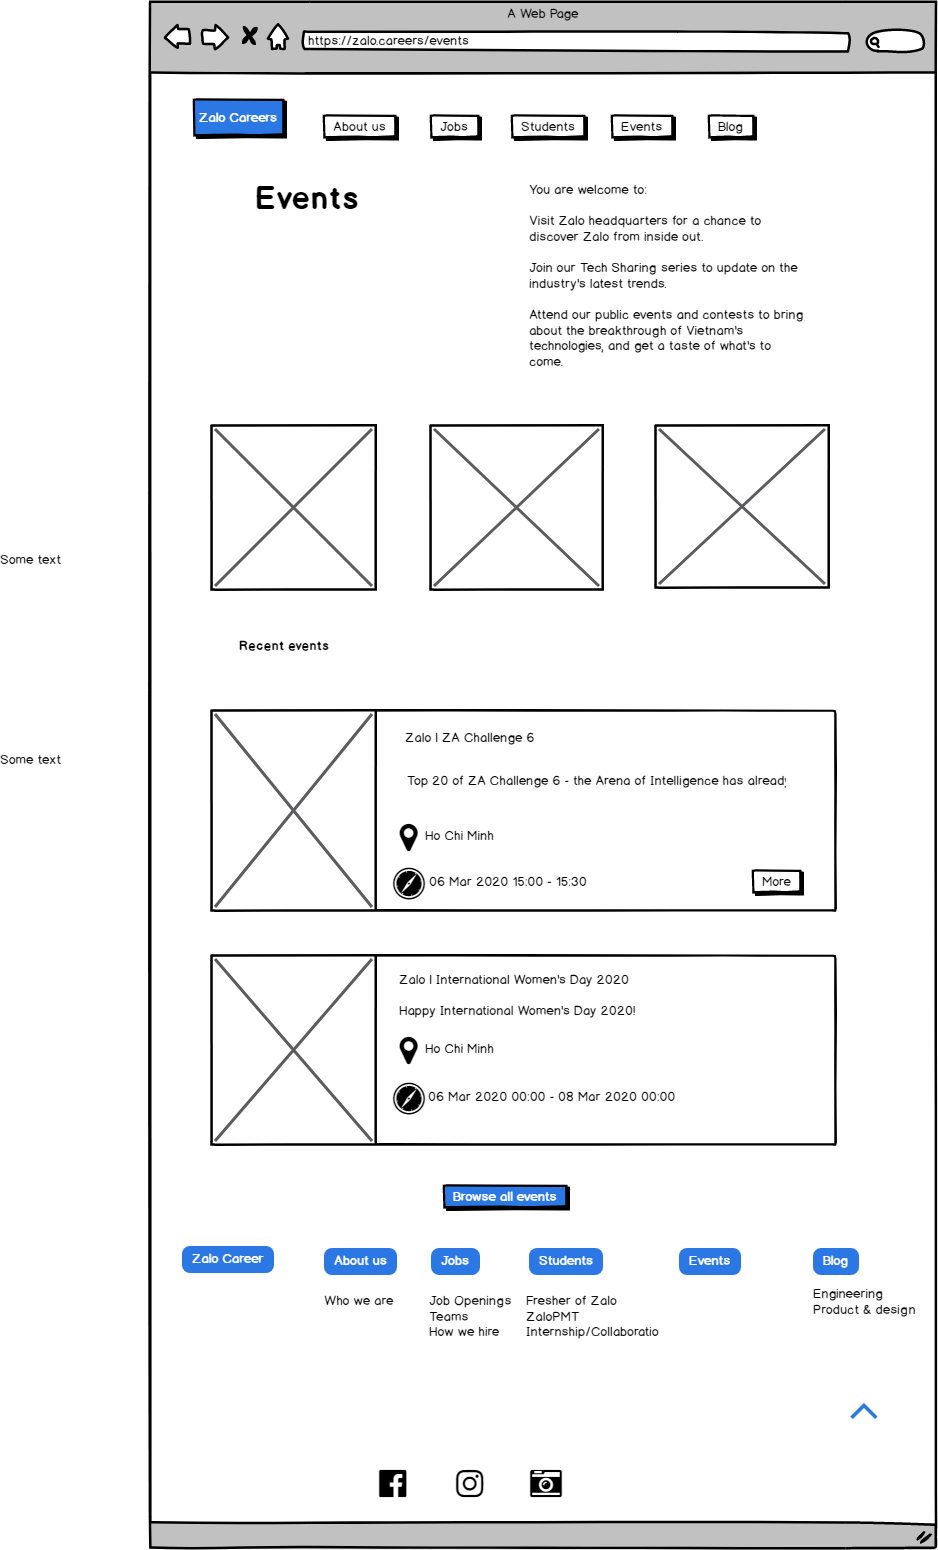 A Web Page
https://zalo.careers/events
Zalo Careers
About us
Jobs
Students
Events
Blog
Events
You are welcome to:
Visit Zalo headquarters for a chance to
discover Zalo from inside out.
Join our Tech Sharing series to update on the
industry's latest trends.
Attend our public events and contests to bring
about the breakthrough of Vietnam's
technologies, and get a taste of what's to
come.
Some text
Recent events
Some text
Zalo | ZA Challenge 6
Top 20 of ZA Challenge 6 - the Arena of Intelligence has already
Ho Chi Minh
06 Mar 2020 15:00 - 15:30
More
Zalo | International Women's Day 2020
Happy International Women's Day 2020!
Ho Chi Minh
06 Mar 2020 00:00 - 08 Mar 2020 00:00
Browse all events
Zalo Career
About us
Jobs
Students
Events
Blog
Who we are
Job Openings
Teams
How we hire
Fresher of Zalo
ZaloPMT
Internship/Collaboratio
Engineering
Product & design